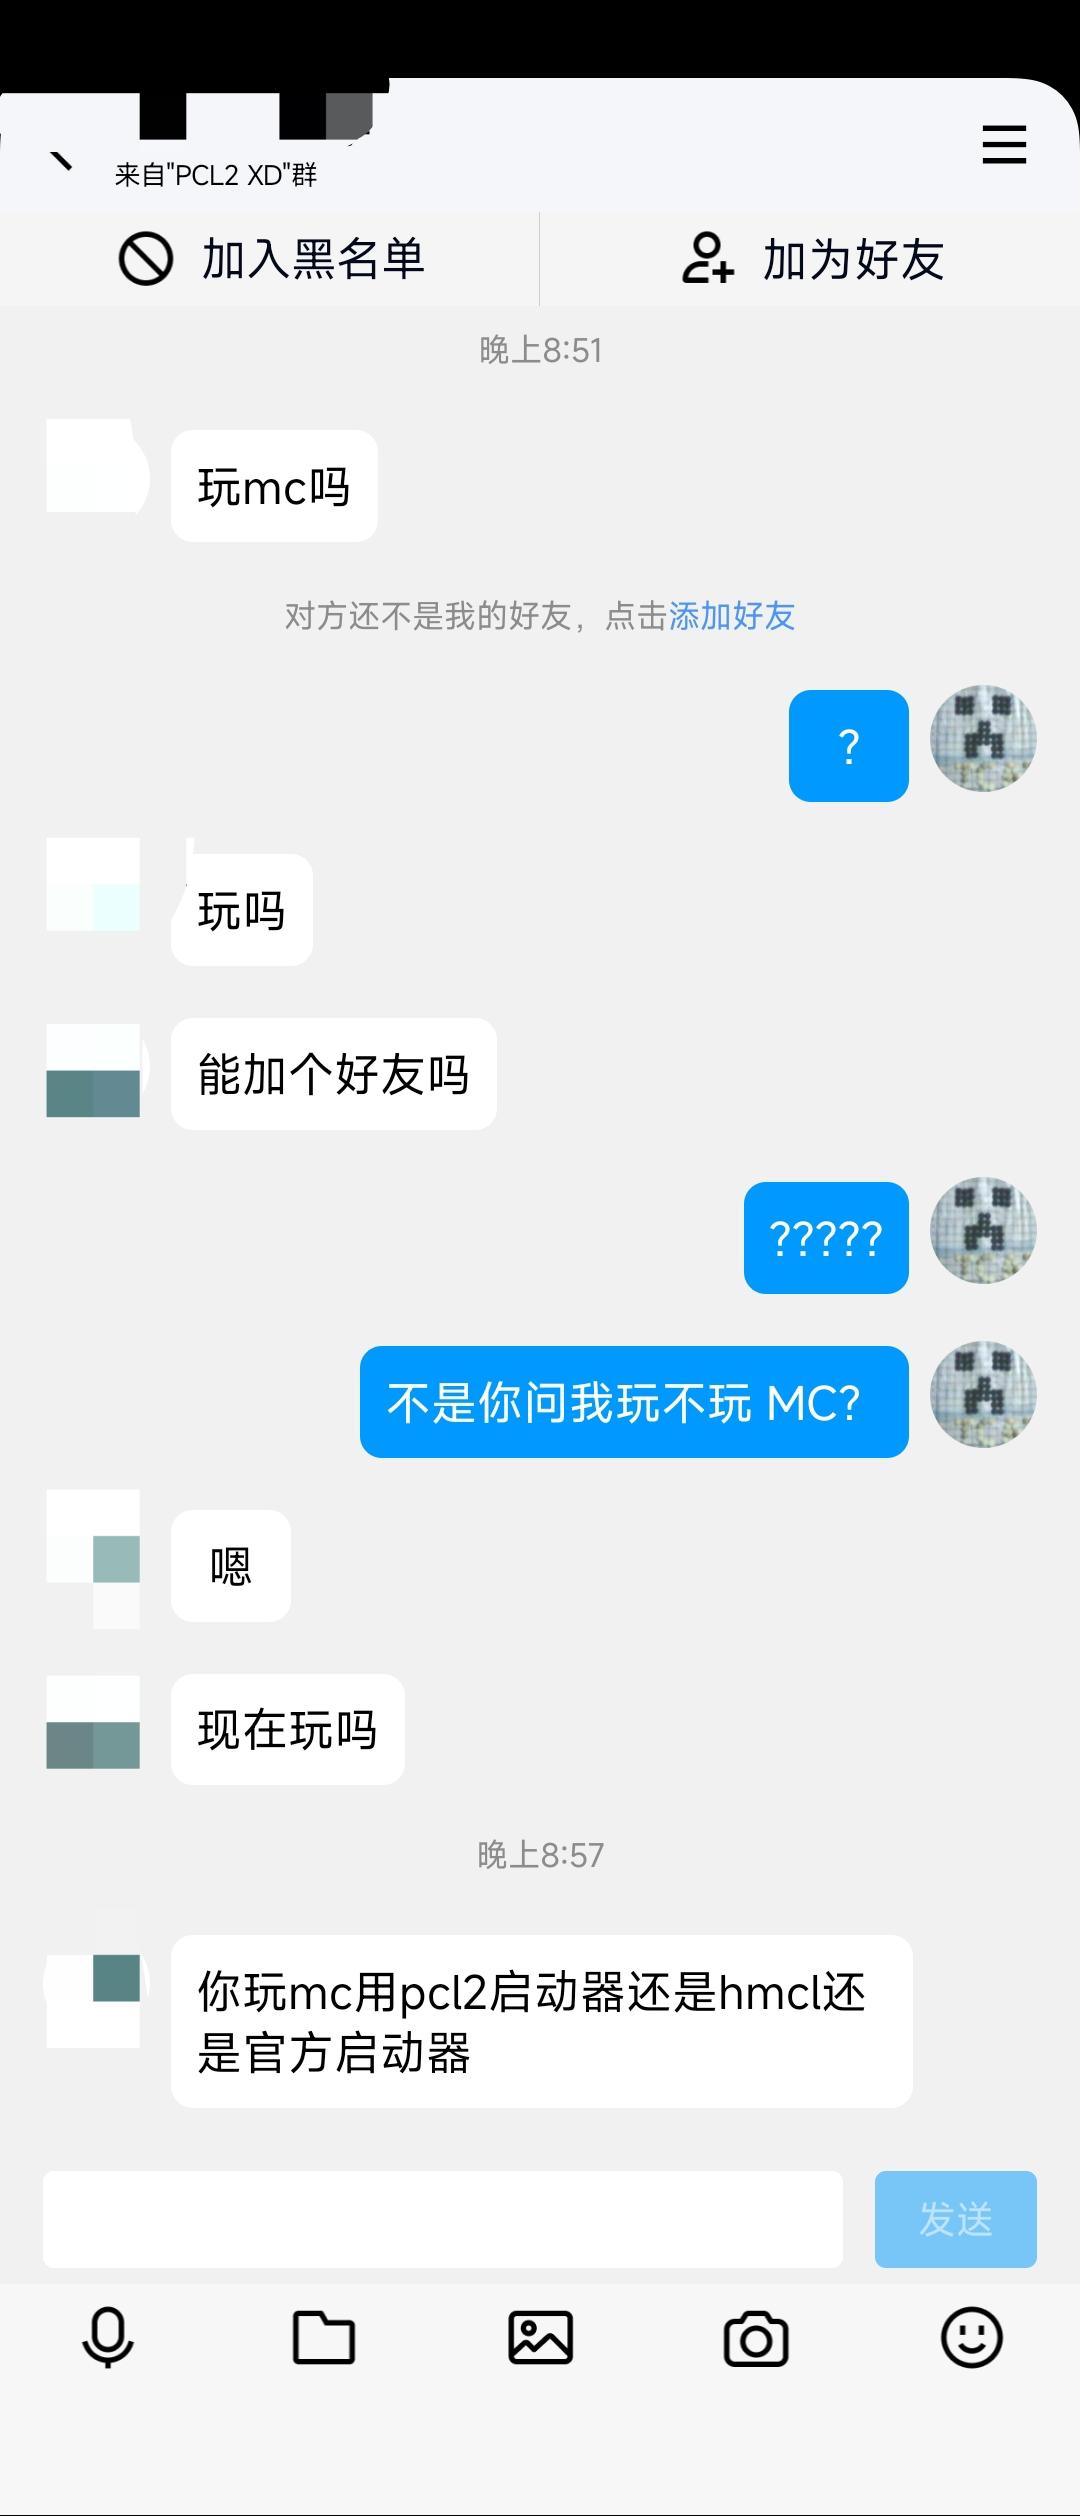 来自"PCL2 XD"群
加入黑名单
加为好友
晚上8:51
玩mc吗
对方还不是我的好友，点击添加好友
？
玩吗
能加个好友吗
?????
不是你问我玩不玩 MC？
嗯
现在玩吗
晚上8:57
你玩mc用pcl2启动器还是hmcl还
是官方启动器
发送